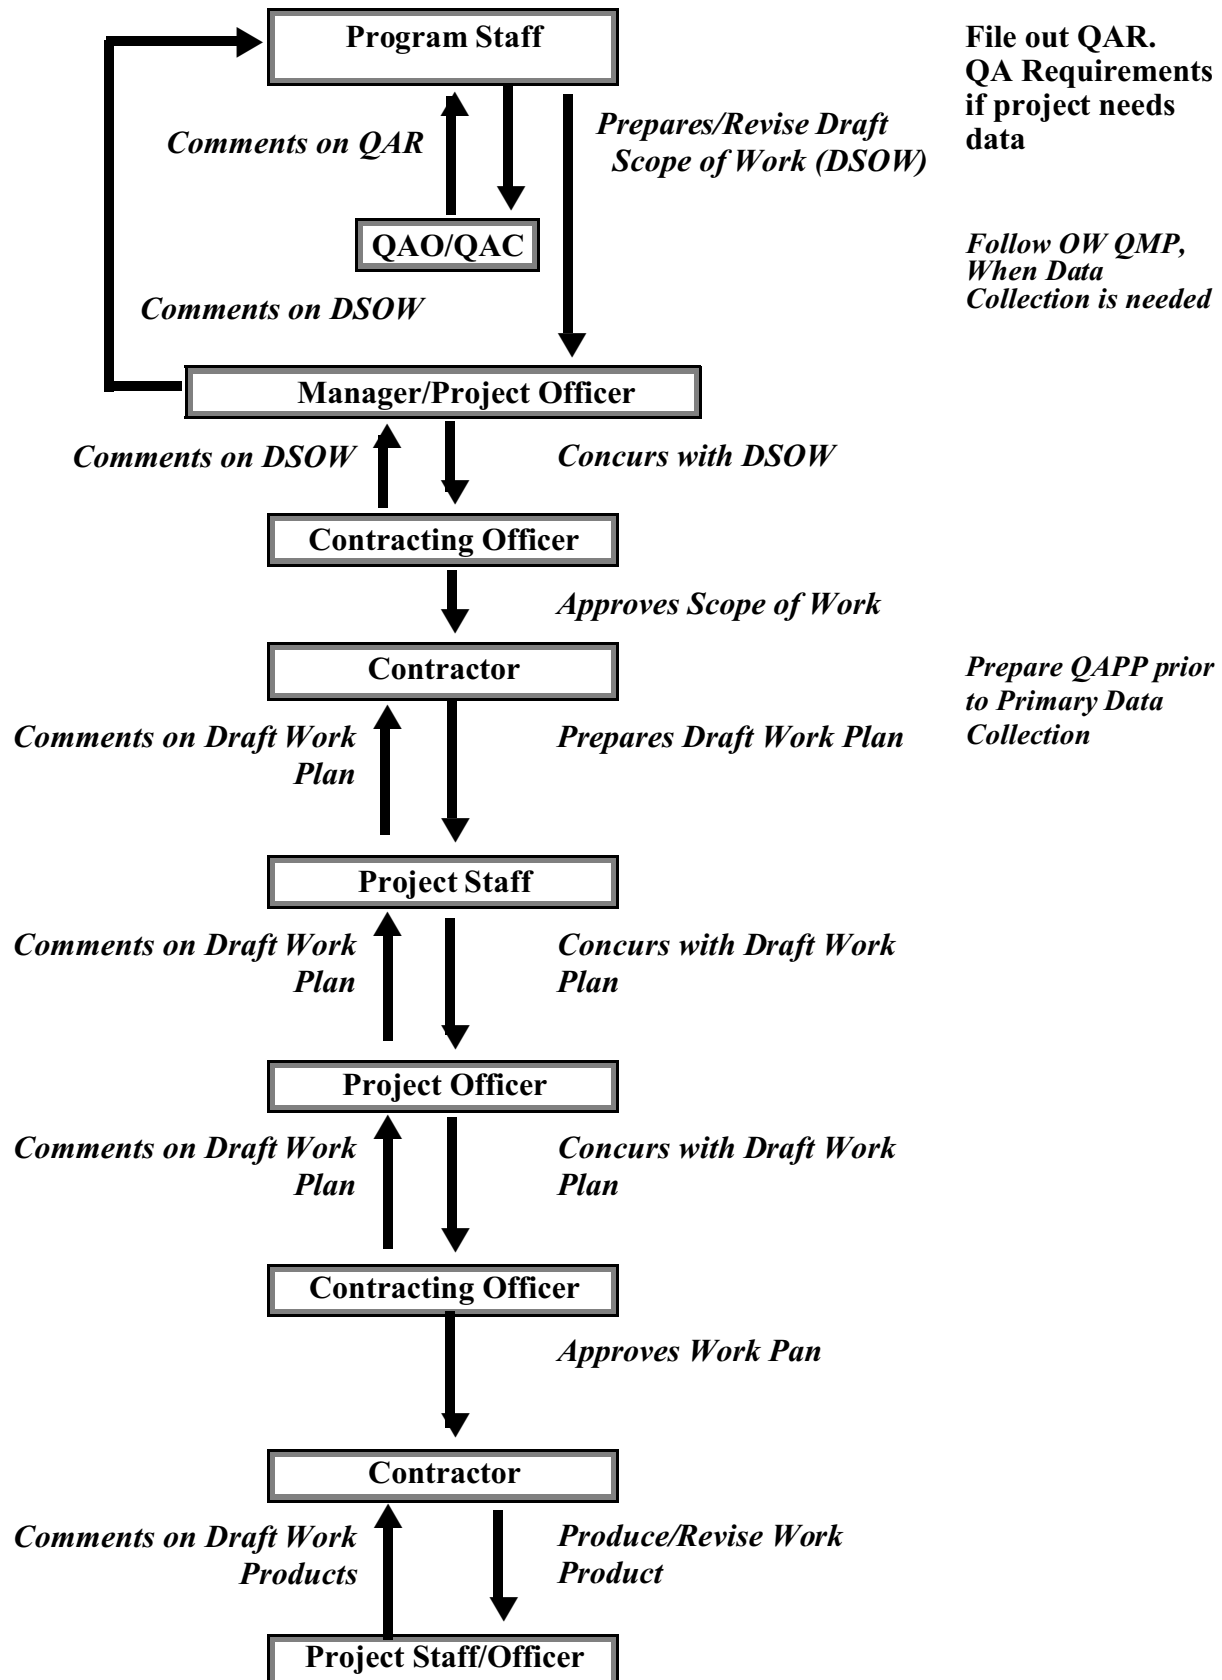 Program Staff
File out QAR.
QA Requirements
if project needs
data
Comments on QAR
Prepares/Revise Draft
Scope of Work (DSOW)
QAO/QAC
Follow OW QMP,
When Data
Collection is needed
Comments on DSOW
Manager/Project Officer
Comments on DSOW
Concurs with DSOW
Contracting Officer
Approves Scope of Work
Contractor
Prepare QAPP prior
to Primary Data
Collection
Comments on Draft Work
Plan
Prepares Draft Work Plan
Project Staff
Comments on Draft Work
Plan
Concurs with Draft Work
Plan
Project Officer
Comments on Draft Work
Plan
Concurs with Draft Work
Plan
Contracting Officer
Approves Work Pan
Contractor
Comments on Draft Work
Products
Produce/Revise Work
Product
Project Staff/Officer